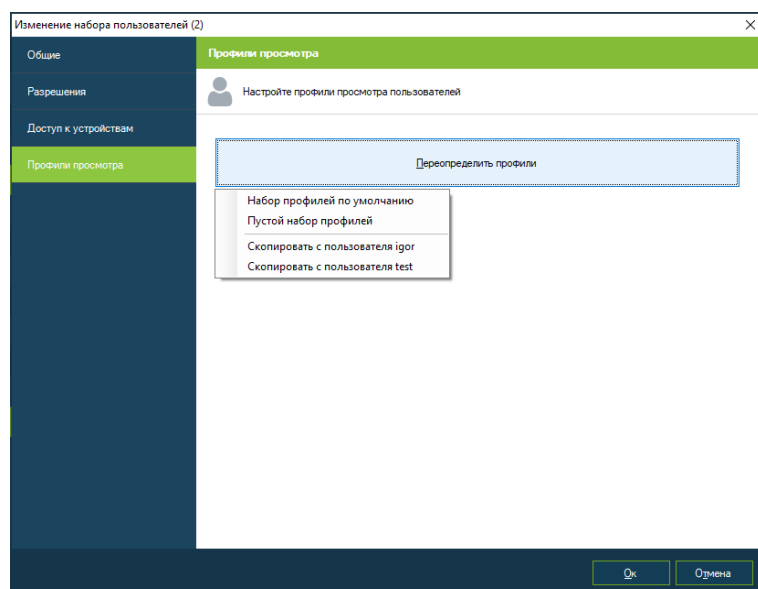 Изменение набора пользователей (2)
Общие
Разрешения
Доступ к устройствам
Профили просмотра
Профили просмотра
Настройте профили просмотра пользователей
Переопределить профили
Набор профилей по умолчанию
Пустой набор профилей
Скопировать с пользователя igor
Скопировать с пользователя test
Ок
Отмена